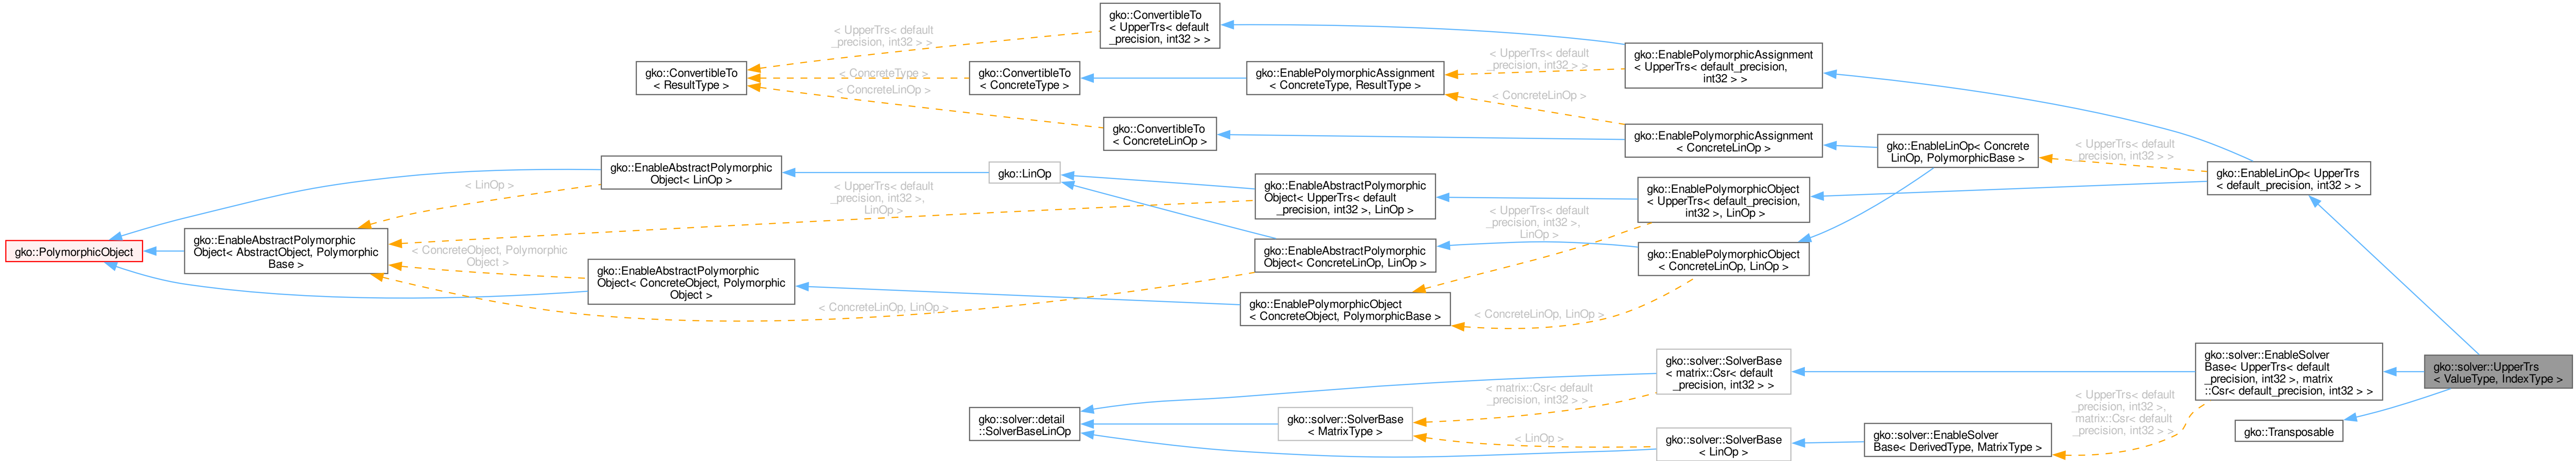 gko::PolymorphicObject
gko::EnableAbstractPolymorphic
Object< AbstractObject, Polymorphic
Base >
gko::EnableAbstractPolymorphic
Object< LinOp >
< LinOp >
gko::EnableAbstractPolymorphic
Object< ConcreteObject, Polymorphic
Object >
< ConcreteObject, Polymorphic
Object >
gko::ConvertibleTo
< ResultType >
< UpperTrs< default
_precision, int32 > >
< ConcreteType >
< ConcreteLinOp >
< UpperTrs< default
_precision, int32 >,
LinOp >
< ConcreteLinOp, LinOp >
gko::LinOp
gko::ConvertibleTo
< UpperTrs< default
_precision, int32 > >
gko::ConvertibleTo
< ConcreteType >
gko::ConvertibleTo
< ConcreteLinOp >
gko::solver::detail
::SolverBaseLinOp
gko::EnablePolymorphicAssignment
< ConcreteType, ResultType >
gko::EnableAbstractPolymorphic
Object< UpperTrs< default
_precision, int32 >, LinOp >
gko::EnableAbstractPolymorphic
Object< ConcreteLinOp, LinOp >
gko::EnablePolymorphicObject
< ConcreteObject, PolymorphicBase >
gko::solver::SolverBase
< MatrixType >
< UpperTrs< default
_precision, int32 > >
< ConcreteLinOp >
< UpperTrs< default
_precision, int32 >,
LinOp >
< ConcreteLinOp, LinOp >
< matrix::Csr< default
_precision, int32 > >
< LinOp >
gko::EnablePolymorphicAssignment
< UpperTrs< default_precision,
int32 > >
gko::EnablePolymorphicAssignment
< ConcreteLinOp >
gko::EnablePolymorphicObject
< UpperTrs< default_precision,
int32 >, LinOp >
gko::EnablePolymorphicObject
< ConcreteLinOp, LinOp >
gko::solver::SolverBase
< matrix::Csr< default
_precision, int32 > >
gko::solver::SolverBase
< LinOp >
gko::EnableLinOp< Concrete
LinOp, PolymorphicBase >
< UpperTrs< default
_precision, int32 > >
gko::solver::EnableSolver
Base< DerivedType, MatrixType >
< UpperTrs< default
_precision, int32 >,
matrix::Csr< default
_precision, int32 > >
gko::EnableLinOp< UpperTrs
< default_precision, int32 > >
gko::solver::EnableSolver
Base< UpperTrs< default
_precision, int32 >, matrix
::Csr< default_precision, int32 > >
gko::Transposable
gko::solver::UpperTrs
< ValueType, IndexType >